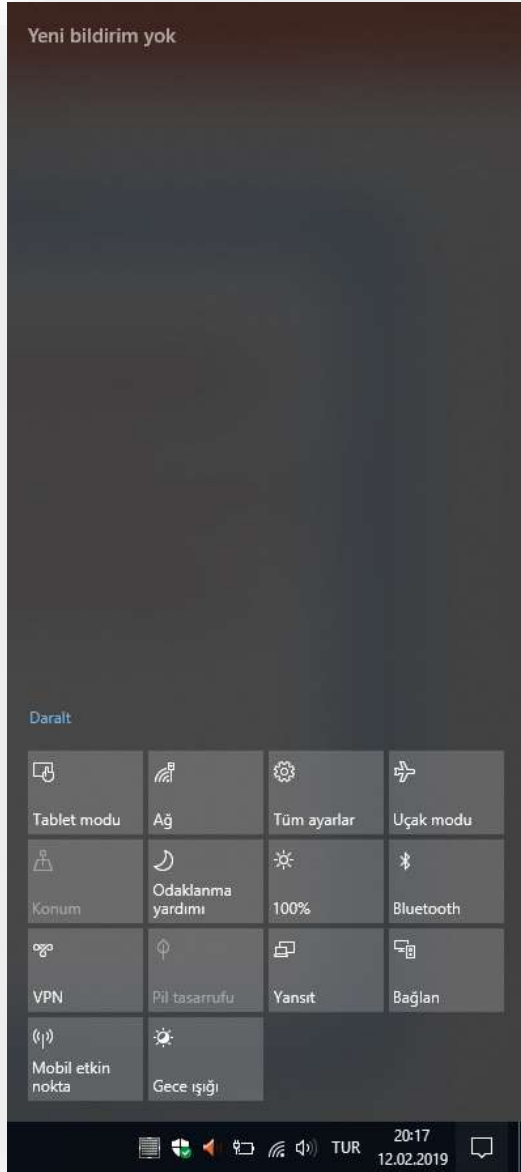 Yeni bildirim yok
Daralt
Tablet modu
Ağ
Tüm ayarlar
Uçak modu
Konum
Odaklanma
yardımı
100%
Bluetooth
VPN
Pil tasarrufu
Yansıt
Bağlan
Mobil etkin
nokta
Gece ışığı
TUR
20:17
12.02.2019